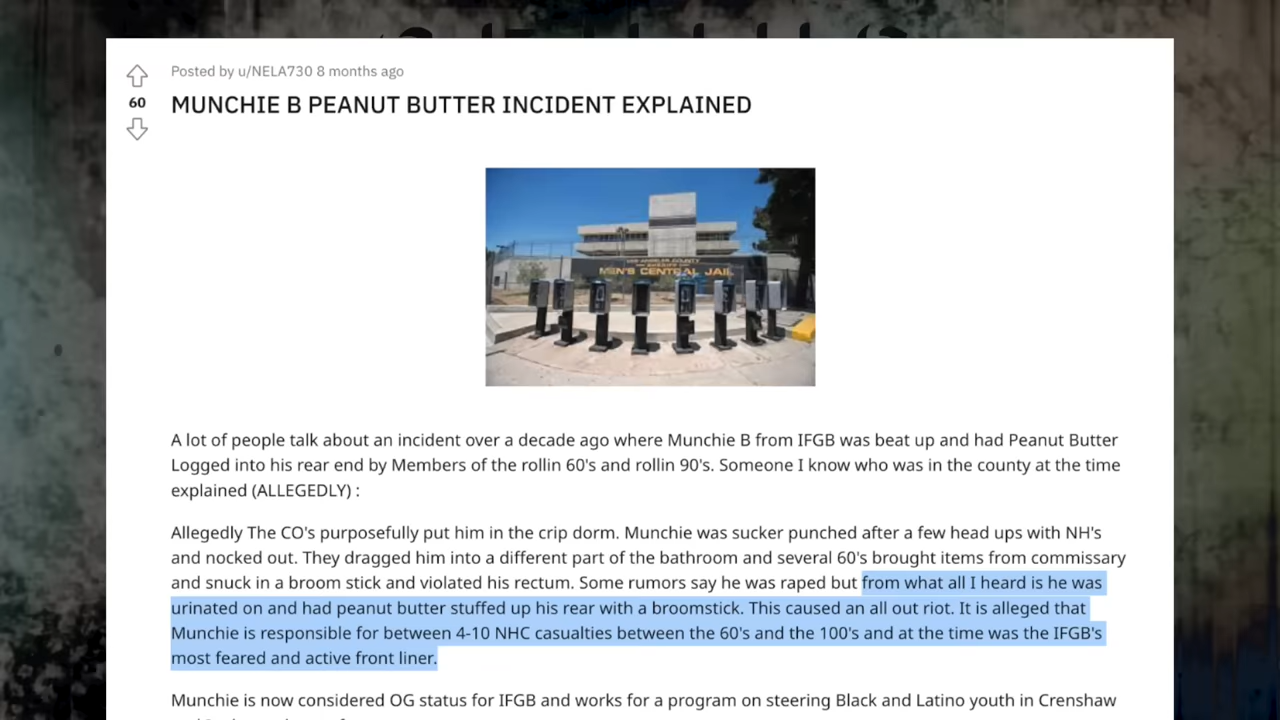 Posted by u/NELA730 8 months ago
60
MUNCHIE B PEANUT BUTTER INCIDENT EXPLAINED
MEN'S CENTRAL JAIL
A lot of people talk about an incident over a decade ago where Munchie B from IFGB was beat up and had Peanut Butter
Logged into his rear end by Members of the rollin 60's and rollin 90's. Someone I know who was in the county at the time
explained (ALLEGEDLY) :
Allegedly The CO's purposefully put him in the crip dorm. Munchie was sucker punched after a few head ups with NH's
and nocked out. They dragged him into a different part of the bathroom and several 60's brought items from commissary
and snuck in a broom stick and violated his rectum. Some rumors say he was raped but from what all I heard is he was
urinated on and had peanut butter stuffed up his rear with a broomstick. This caused an all out riot. It is alleged that
Munchie is responsible for between 4-10 NHC casualties between the 60's and the 100's and at the time was the IFGB's
most feared and active front liner.
Munchie is now considered OG status for IFGB and works for a program on steering Black and Latino youth in Crenshaw